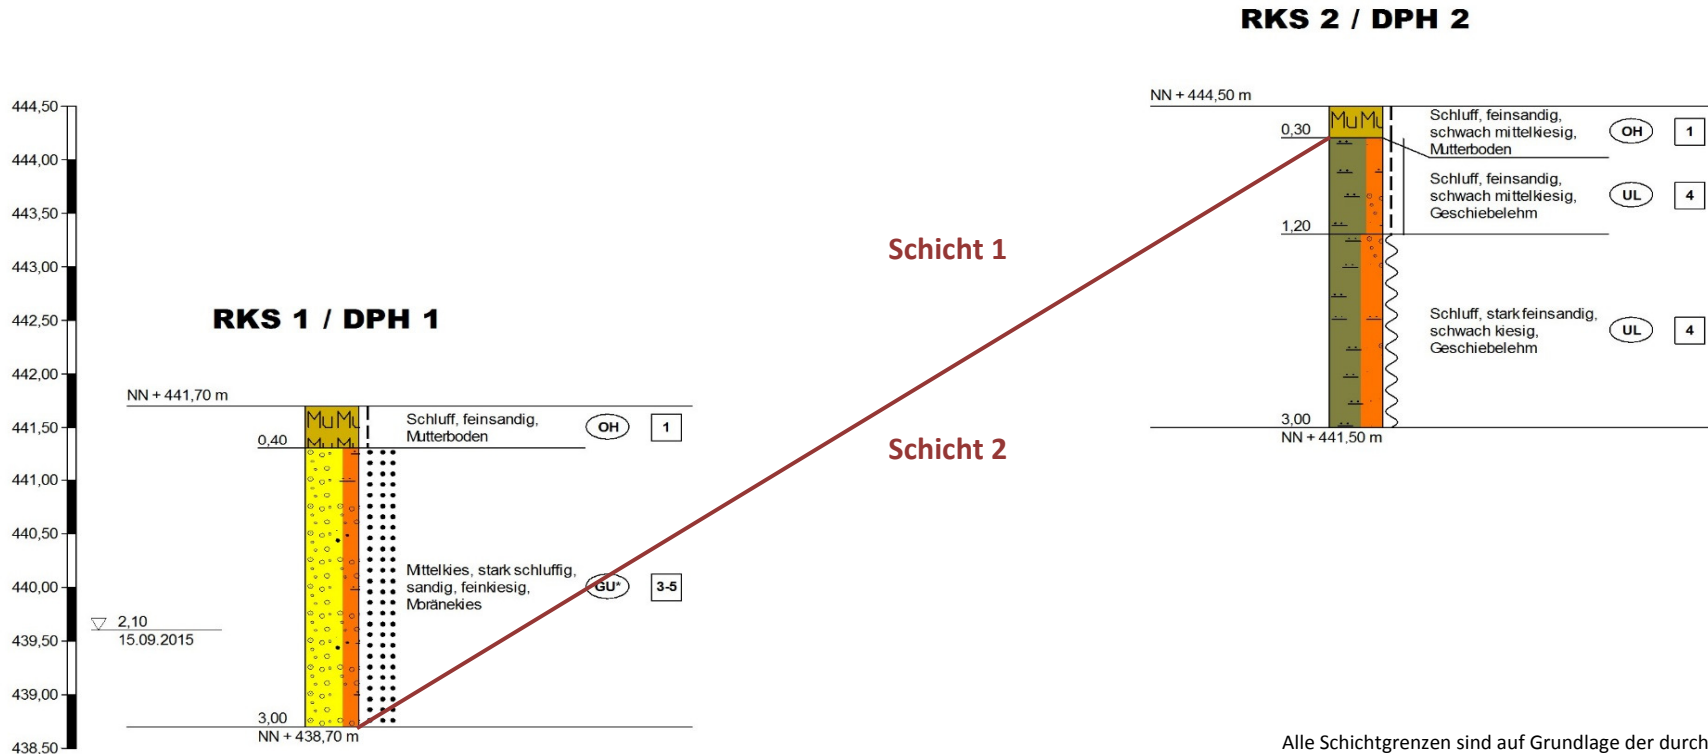 RKS 2 / DPH 2
444,50
444,00
443,50
443,00
442,50
442,00
441,50
441,00
440,50
440,00
439,50
439,00
438,50
NN + 444,50 m
0,30
MuMu
Schluff, feinsandig,
schwach mittelkiesig,
Mutterboden
OH
1
Schluff, feinsandig,
schwach mittelkiesig,
Geschiebelehm
UL
4
1,20
Schluff, stark feinsandig,
schwach kiesig,
Geschiebelehm
UL
4
3,00
NN + 441,50 m
Schicht 1
Schicht 2
RKS 1 / DPH 1
NN + 441,70 m
Mu Mu
Mu Mu
0,40
Schluff, feinsandig,
Mutterboden
OH
1
Mittelkies, stark schluffig,
sandig, feinkiesig,
Moränekies
GU*
3-5
2,10
15.09.2015
3,00
NN + 438,70 m
Alle Schichtgrenzen sind auf Grundlage der durch